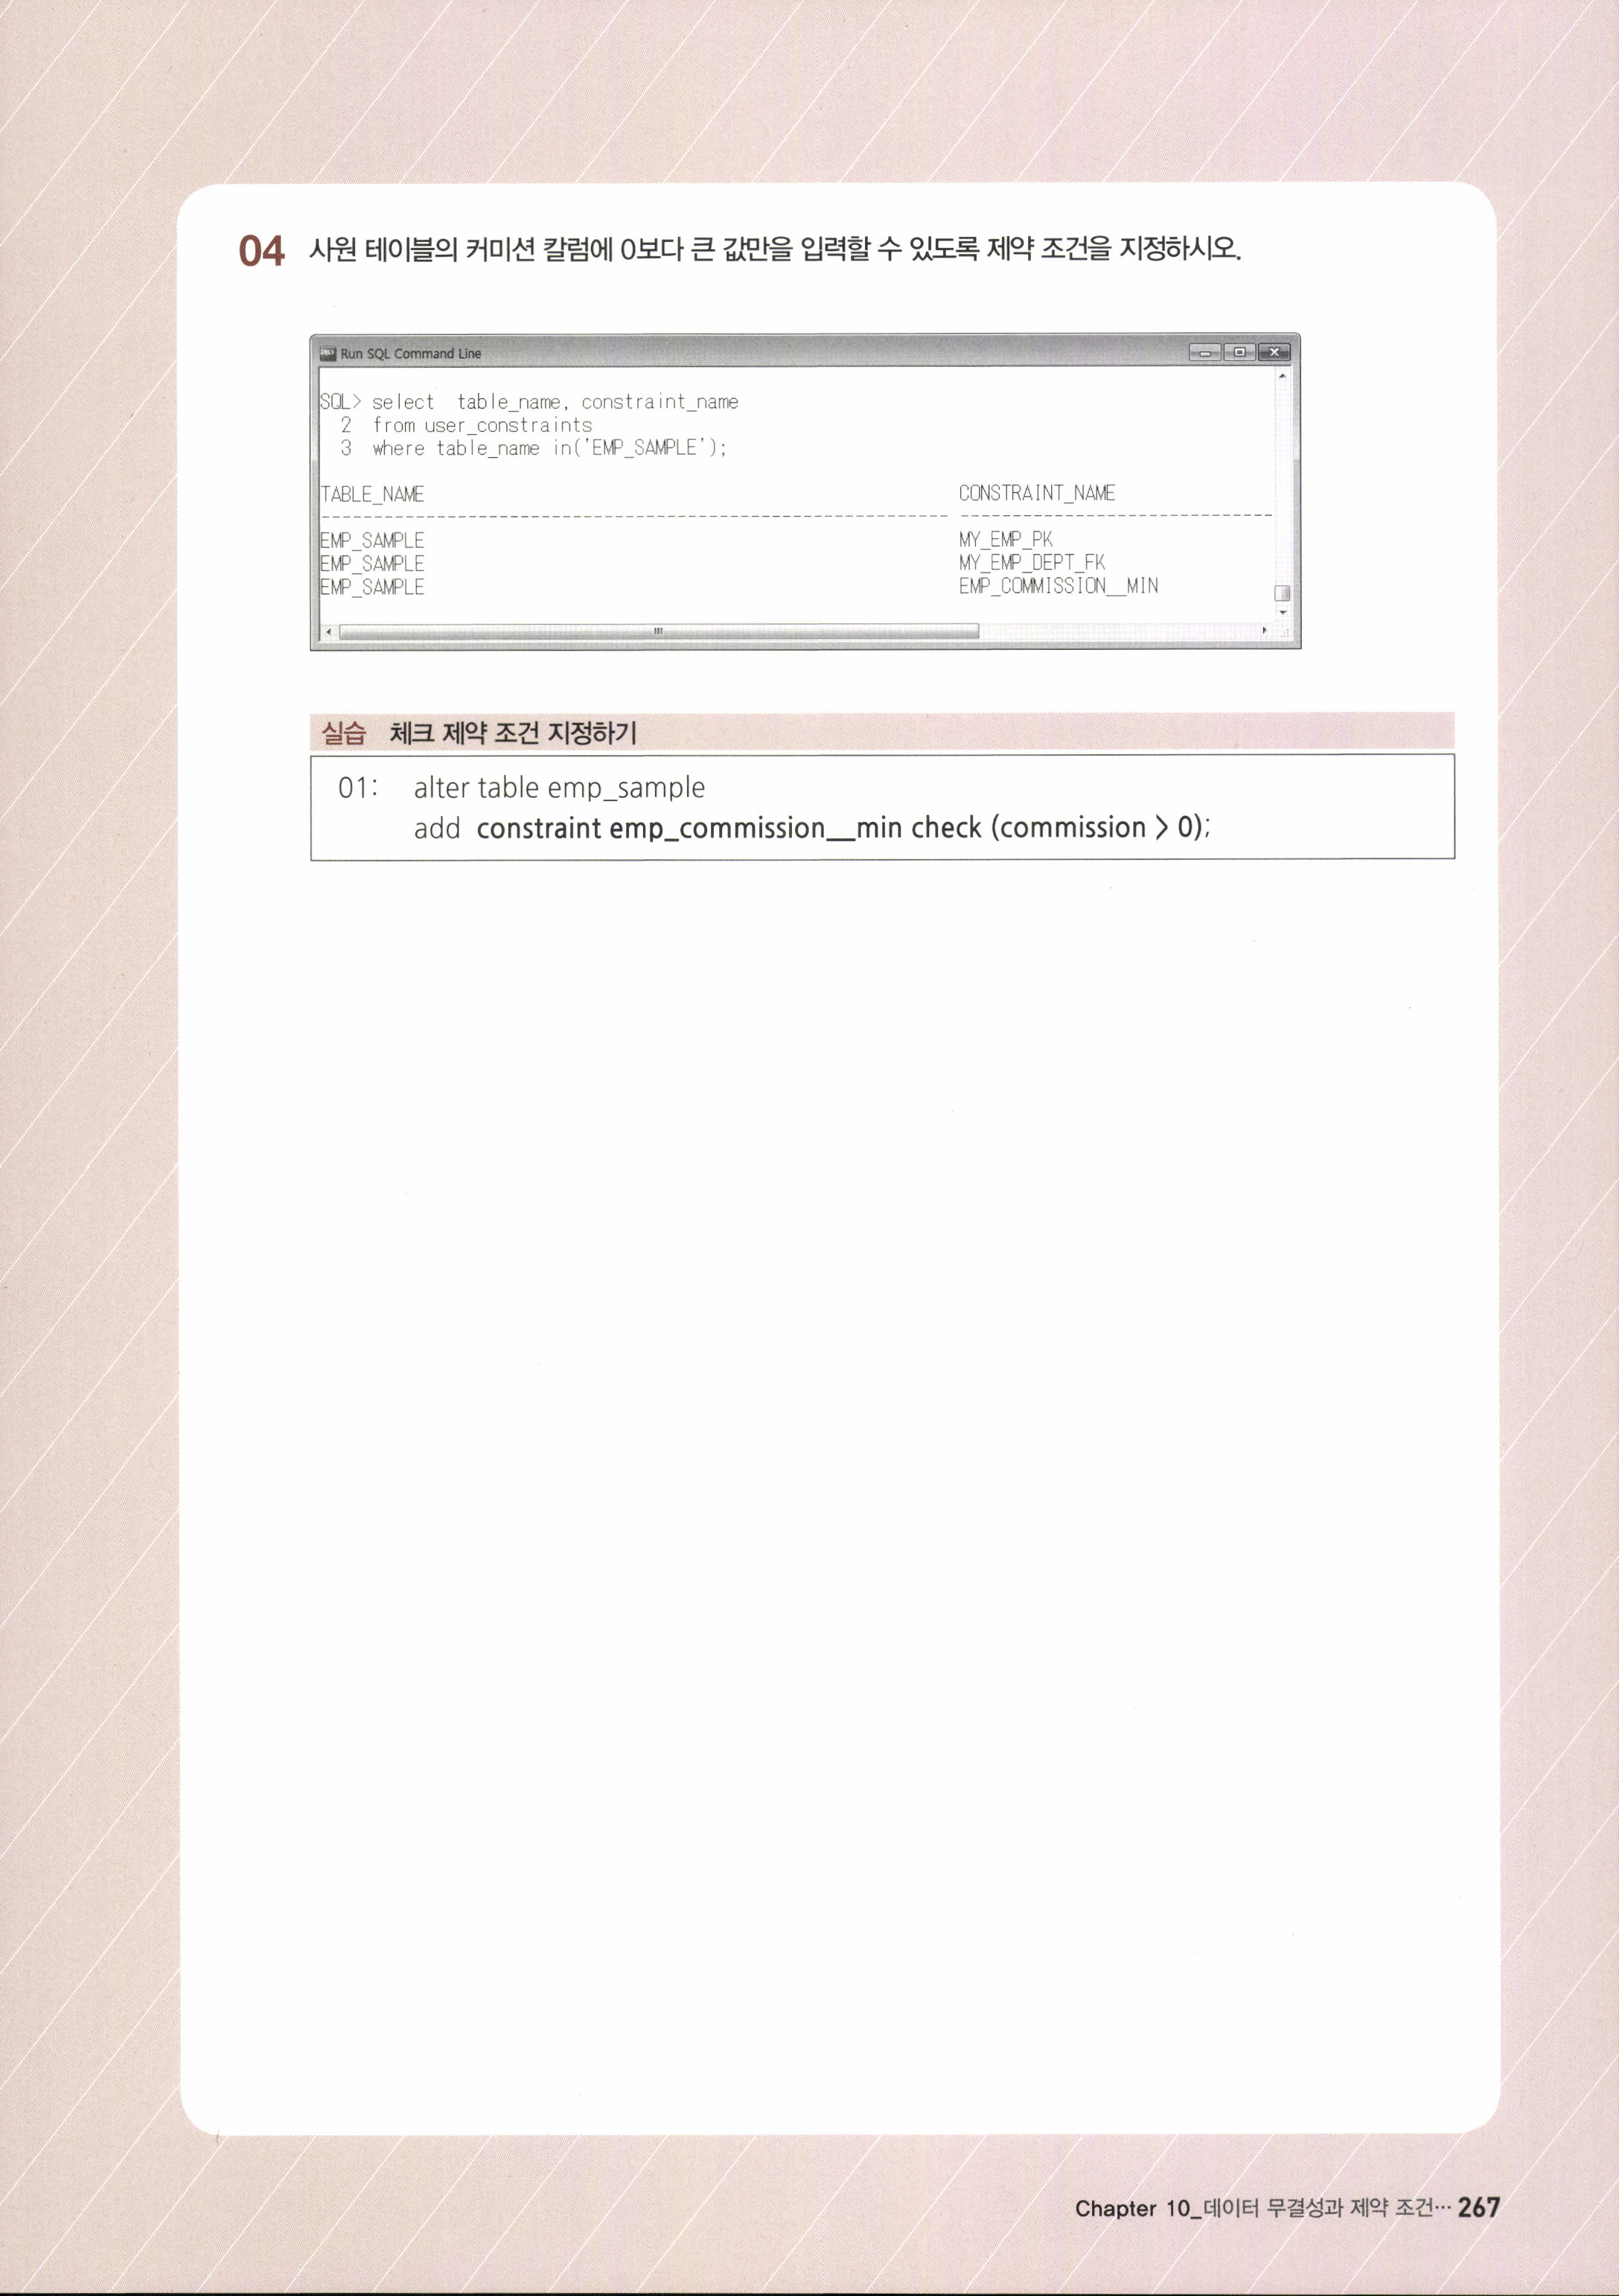 04 사원 테이블의 커미션 칼럼에 0보다 큰 값만을 입력할 수 있도록 제약 조건을 지정하시오.
Run SQL Command Line
SQL> select  table_name, constraint_name
2 from user_constraints
3 where table_name in('EMP_SAMPLE');
TABLE_NAME CONSTRAINT_NAME
EMP_SAMPLE MY_EMP_PK
EMP_SAMPLE MY_EMP_DEPT_FK
EMP_SAMPLE EMP_COMMISSION__MIN
실습 체크 제약 조건 지정하기
01: alter table emp_sample
add constraint emp_commission__min check (commission > 0);
Chapter 10_데이터 무결성과 제약 조건… 267